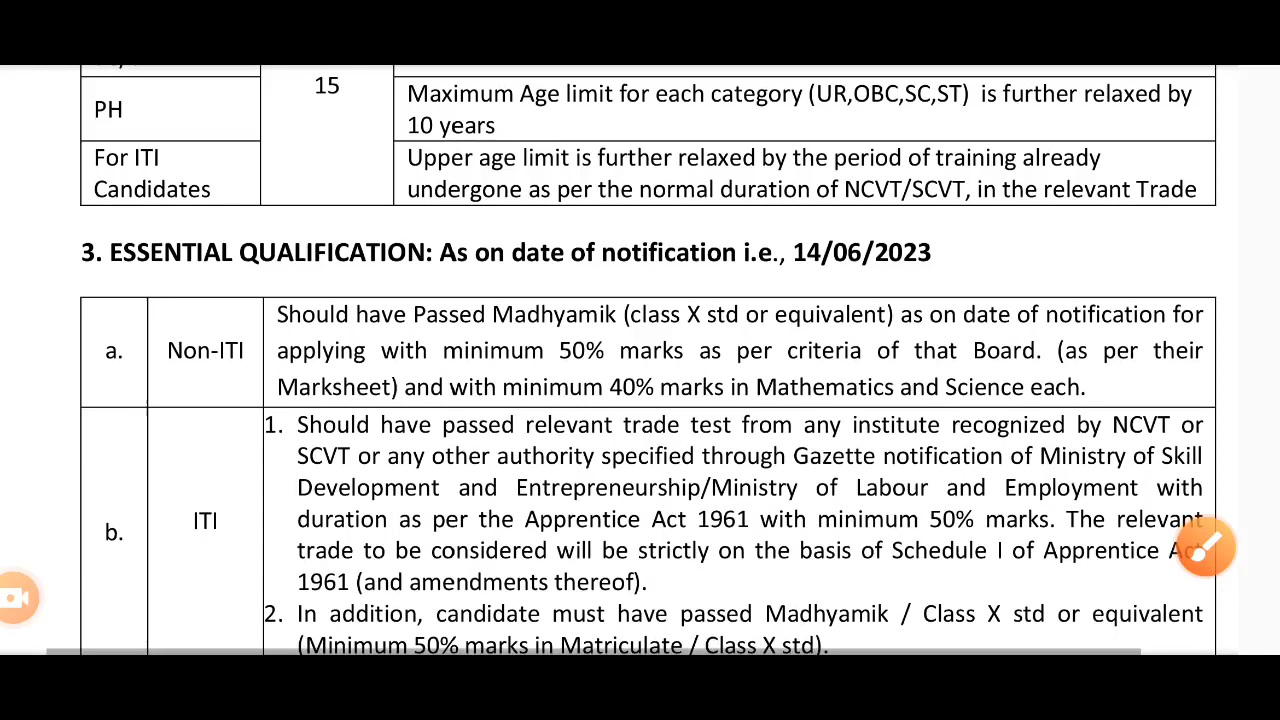 15
PH
Maximum Age limit for each category (UR,OBC,SC,ST) is further relaxed by
10 years
For ITI
Candidates
Upper age limit is further relaxed by the period of training already
undergone as per the normal duration of NCVT/SCVT, in the relevant Trade
3. ESSENTIAL QUALIFICATION: As on date of notification i.e., 14/06/2023
a.
Non-ITI
Should have Passed Madhyamik (class X std or equivalent) as on date of notification for
applying with minimum 50% marks as per criteria of that Board. (as per their
Marksheet) and with minimum 40% marks in Mathematics and Science each.
b.
ITI
1. Should have passed relevant trade test from any institute recognized by NCVT or
SCVT or any other authority specified through Gazette notification of Ministry of Skill
Development and Entrepreneurship/Ministry of Labour and Employment with
duration as per the Apprentice Act 1961 with minimum 50% marks. The relevant
trade to be considered will be strictly on the basis of Schedule I of Apprentice Act
1961 (and amendments thereof).
2. In addition, candidate must have passed Madhyamik / Class X std or equivalent
(Minimum 50% marks in Matriculate / Class X std).